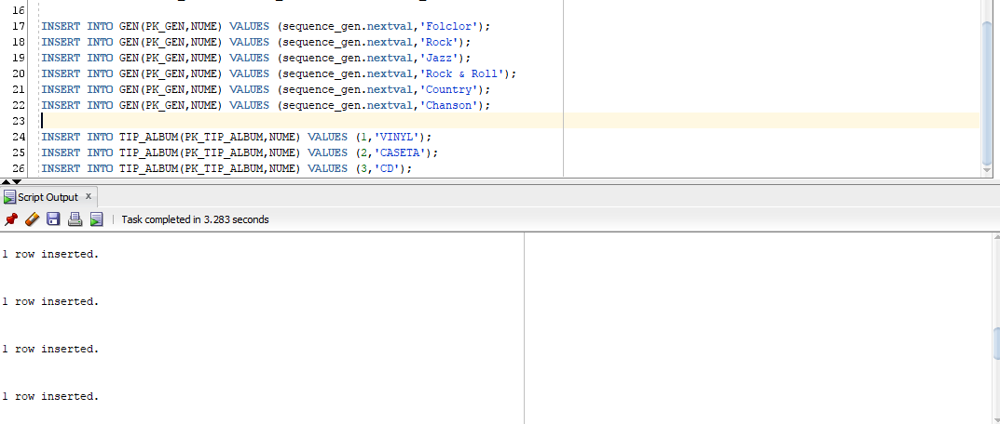 16
17 INSERT INTO GEN(PK_GEN,NUME) VALUES (sequence_gen.nextval,'Folclor');
18 INSERT INTO GEN(PK_GEN,NUME) VALUES (sequence_gen.nextval,'Rock');
19 INSERT INTO GEN(PK_GEN,NUME) VALUES (sequence_gen.nextval,'Jazz');
20 INSERT INTO GEN(PK_GEN,NUME) VALUES (sequence_gen.nextval,'Rock & Roll');
21 INSERT INTO GEN(PK_GEN,NUME) VALUES (sequence_gen.nextval,'Country');
22 INSERT INTO GEN(PK_GEN,NUME) VALUES (sequence_gen.nextval,'Chanson');
23
24 INSERT INTO TIP_ALBUM(PK_TIP_ALBUM,NUME) VALUES (1,'VINYL');
25 INSERT INTO TIP_ALBUM(PK_TIP_ALBUM,NUME) VALUES (2,'CASETA');
26 INSERT INTO TIP_ALBUM(PK_TIP_ALBUM,NUME) VALUES (3,'CD');
Script Output x
Task completed in 3.283 seconds
1 row inserted.
1 row inserted.
1 row inserted.
1 row inserted.